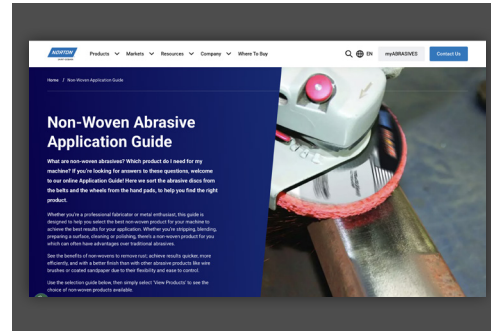 NORTON
Products Markets Resources Company Where To Buy
EN
myABRASIVES
Contact Us
Home / Non-Woven Application Guide
Non-Woven Abrasive
Application Guide
What are non-woven abrasives? Which product do I need for my
machine? If you're looking for answers to these questions, welcome
to our online Application Guide! Here we sort the abrasive discs from
the belts and the wheels from the hand pads, to help you find the right
product.
Whether you're a professional fabricator or metal enthusiast, this guide is
designed to help you select the best non-woven product for your machine to
achieve the best results for your application. Whether you're stripping, blending,
preparing a surface, cleaning or polishing, there's a non-woven product for you
which can often have advantages over traditional abrasives.
See the benefits of non-wovens to remove rust, achieve results quicker, more
efficiently, and with a better finish than with other abrasive products like wire
brushes or coated sandpaper due to their flexibility and ease to control.
Use the selection guide below, then simply select 'View Products' to see the
choice of non-woven products available.